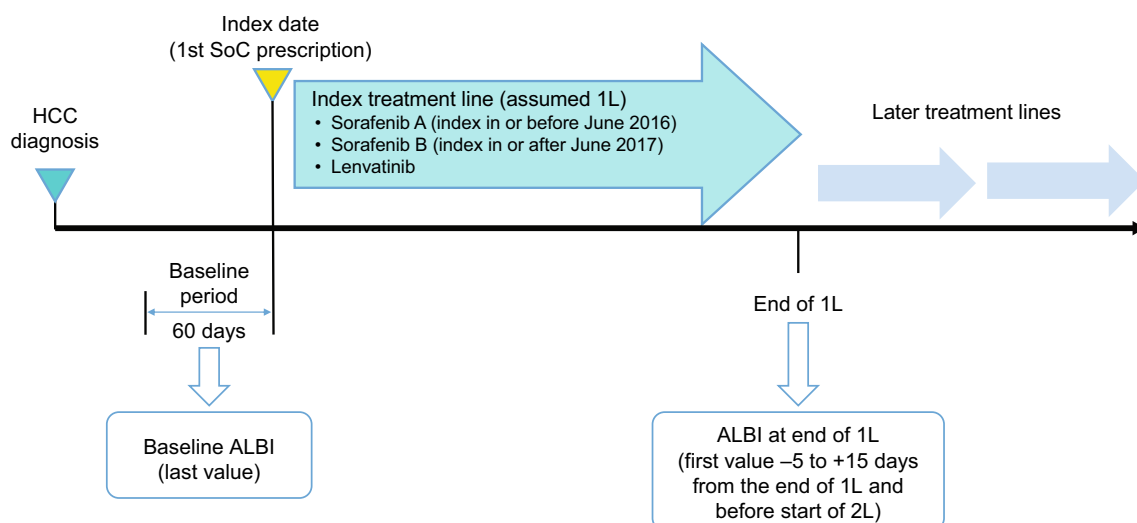 Index date
(1st SoC prescription)
HCC
diagnosis
Index treatment line (assumed 1L)
• Sorafenib A (index in or before June 2016)
• Sorafenib B (index in or after June 2017)
• Lenvatinib
Later treatment lines
Baseline
period
60 days
End of 1L
Baseline ALBI
(last value)
ALBI at end of 1L
(first value –5 to +15 days
from the end of 1L and
before start of 2L)